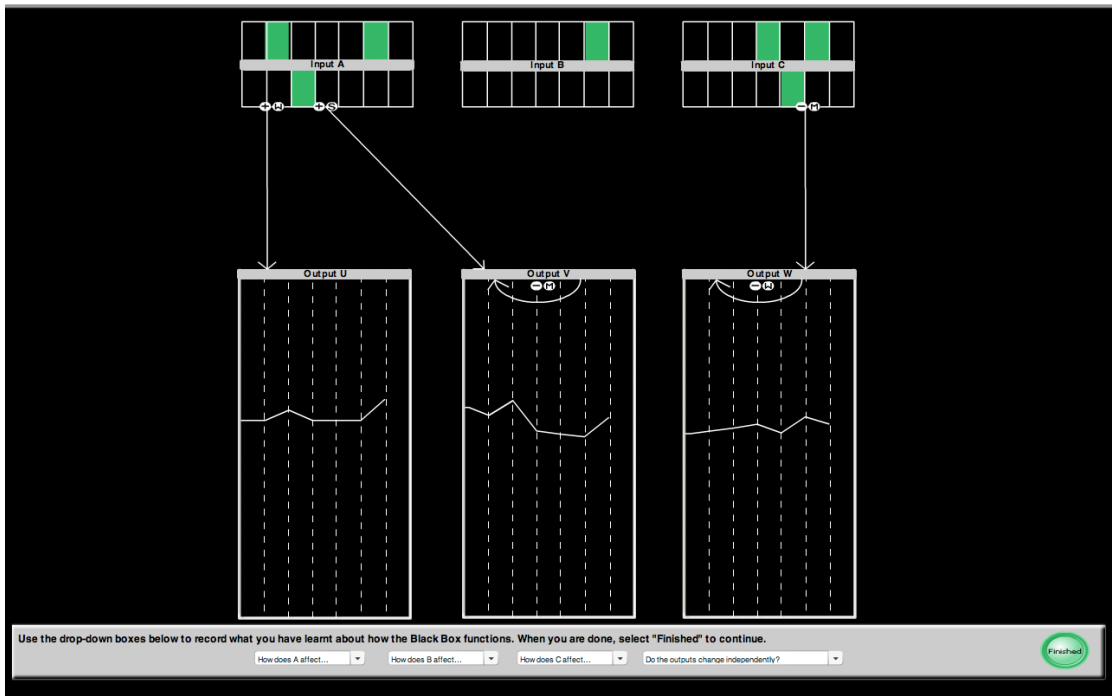 Input A
Input B
Input C
+ W
+ S
− M
Output U
Output V
Output W
− M
− W
Use the drop-down boxes below to record what you have learnt about how the Black Box functions. When you are done, select "Finished" to continue.
How does A affect...
How does B affect...
How does C affect...
Do the outputs change independently?
Finished